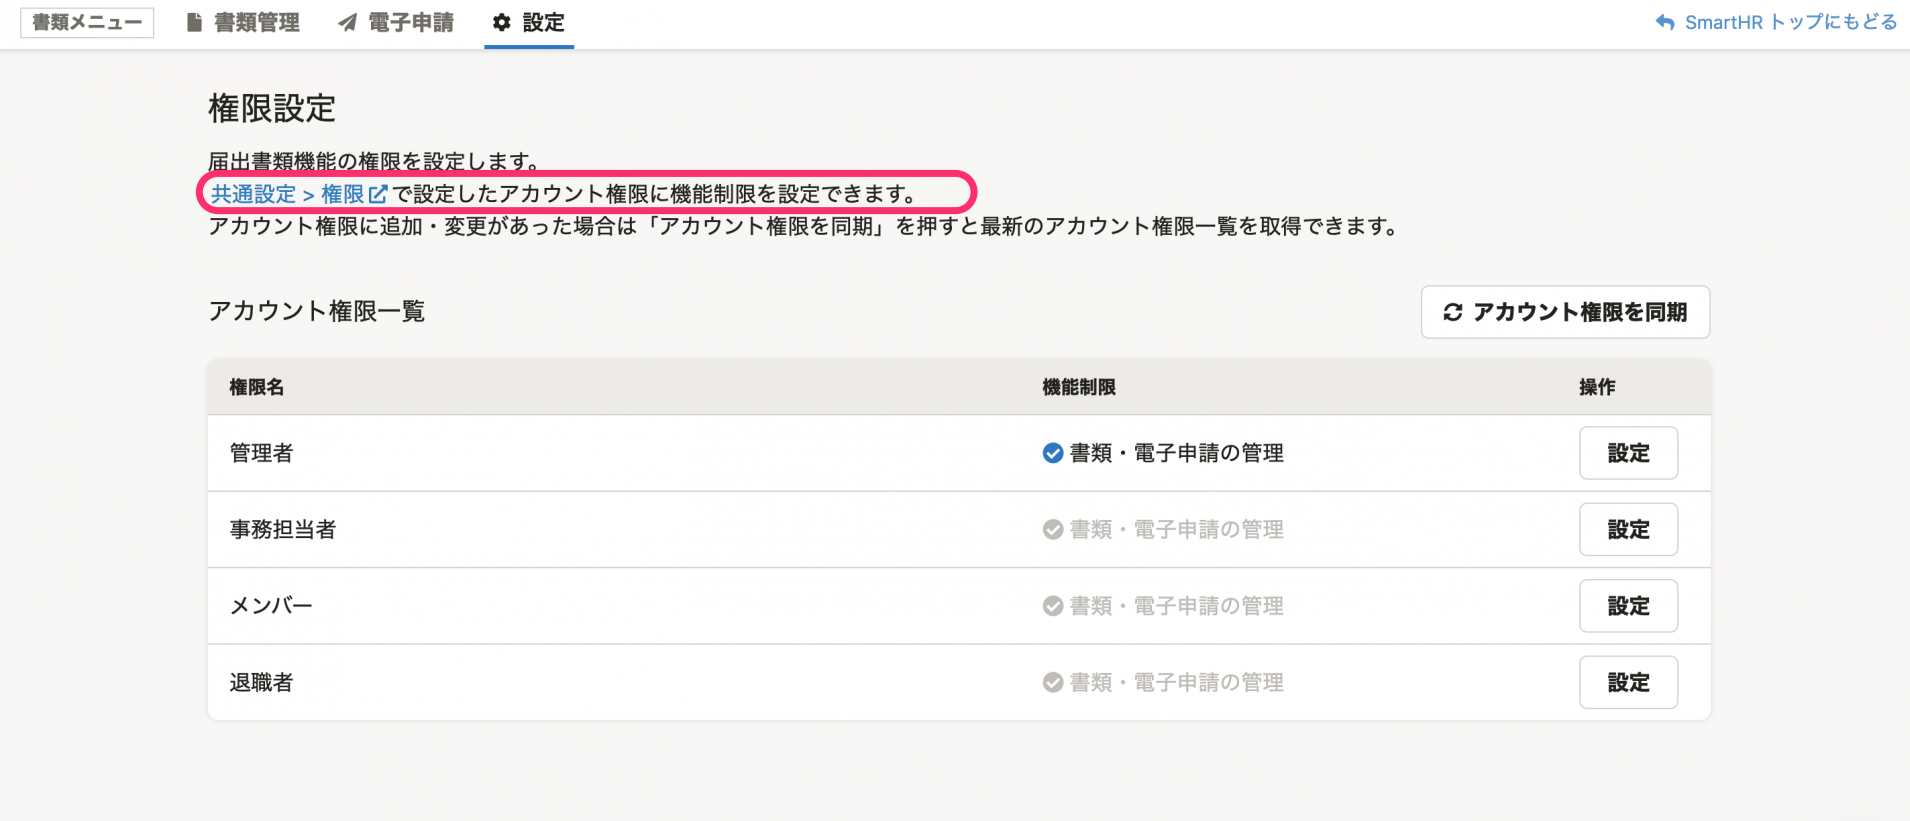 書類メニュー 書類管理 電子申請 設定 SmartHR トップにもどる
権限設定
届出書類機能の権限を設定します。
共通設定 > 権限 で設定したアカウント権限に機能制限を設定できます。
アカウント権限に追加・変更があった場合は「アカウント権限を同期」を押すと最新のアカウント権限一覧を取得できます。
アカウント権限一覧 アカウント権限を同期
権限名 機能制限 操作
管理者 書類・電子申請の管理 設定
事務担当者 書類・電子申請の管理 設定
メンバー 書類・電子申請の管理 設定
退職者 書類・電子申請の管理 設定